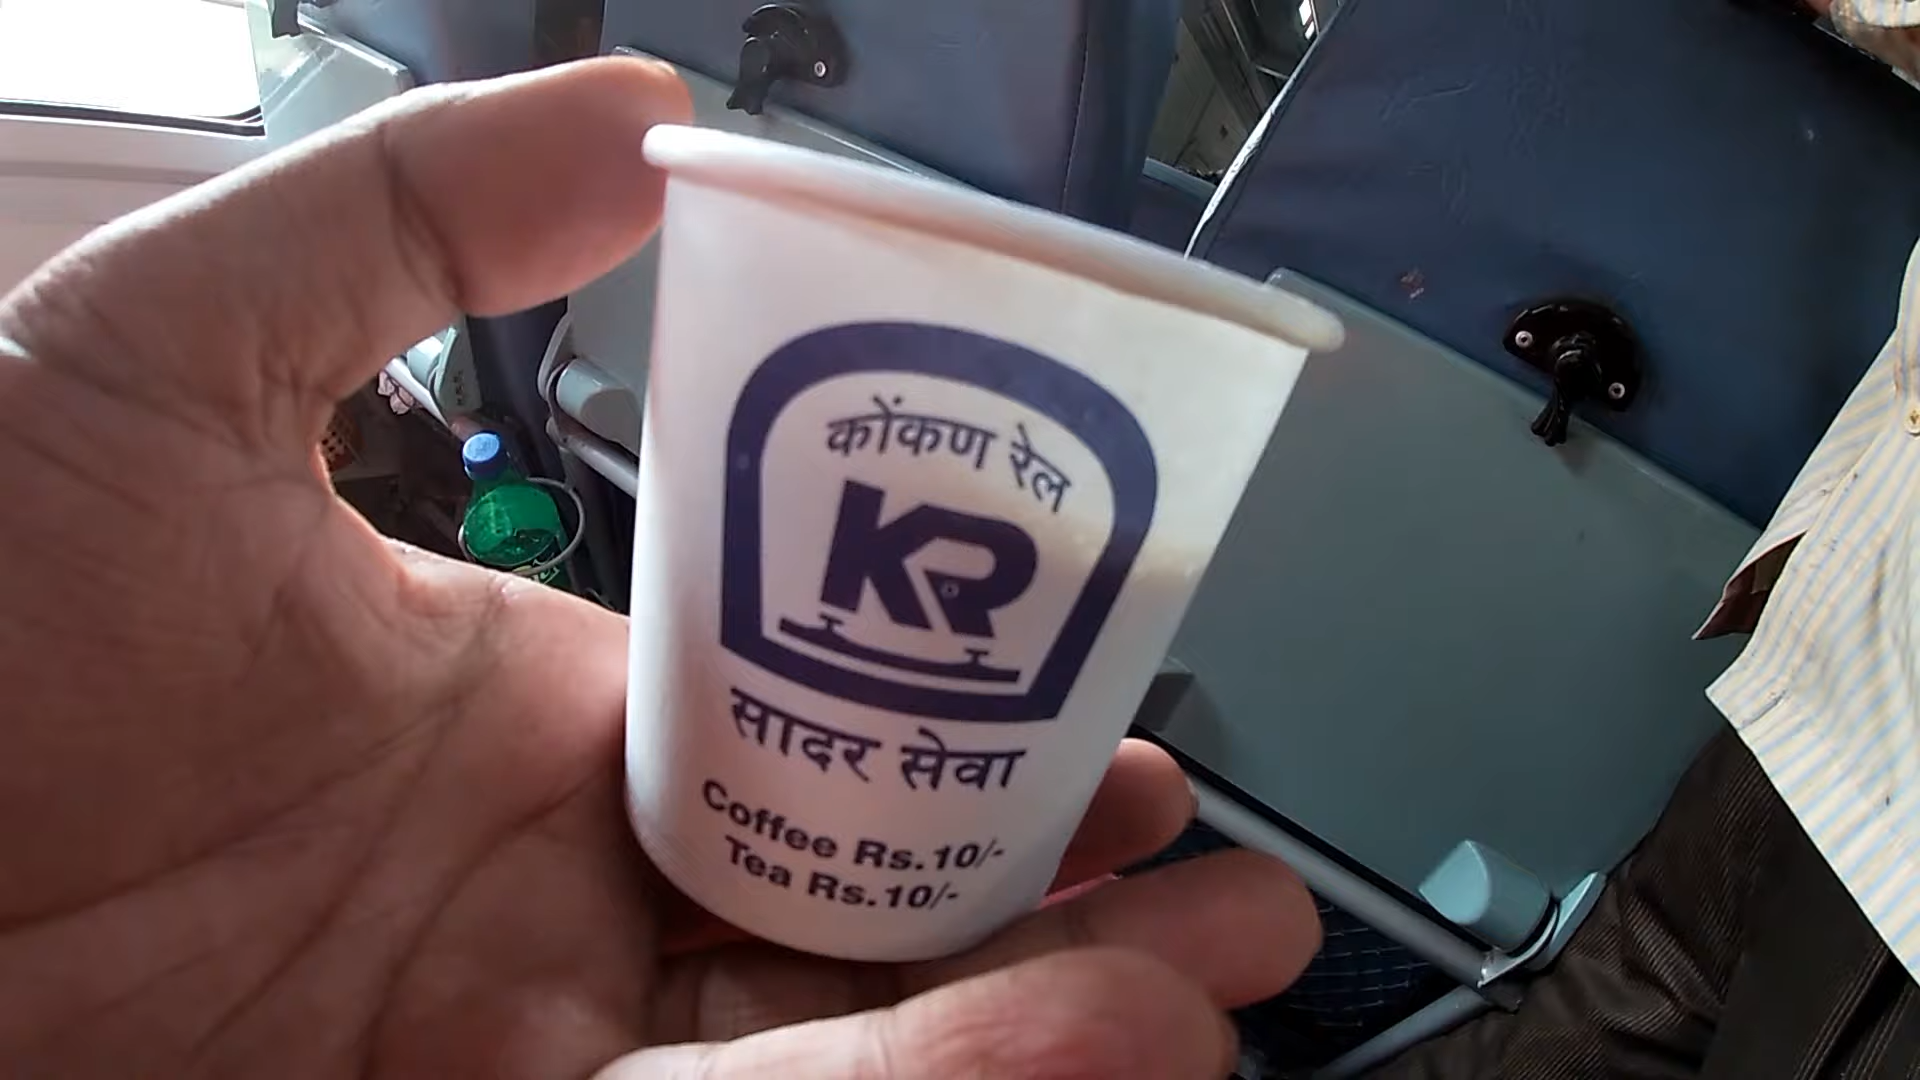 कोंकण रेल
KR
सादर सेवा
Coffee Rs.10/-
Tea Rs.10/-